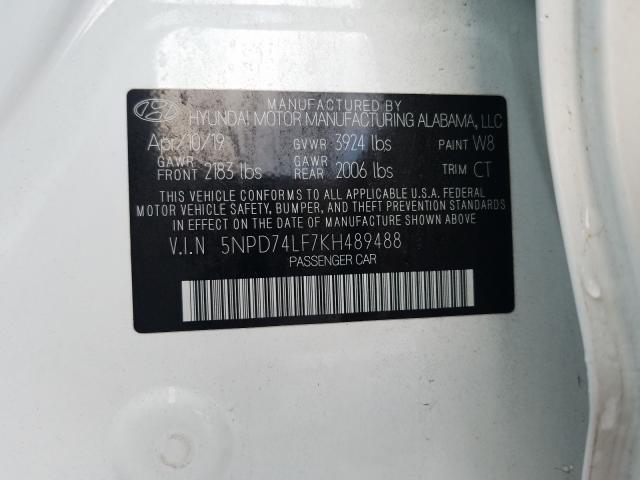 MANUFACTURED BY
HYUNDAI MOTOR MANUFACTURING ALABAMA, LLC
Apr/10/19 GVWR 3924 lbs PAINT W8
GAWR FRONT 2183 lbs GAWR REAR 2006 lbs TRIM CT
THIS VEHICLE CONFORMS TO ALL APPLICABLE U.S.A. FEDERAL
MOTOR VEHICLE SAFETY, BUMPER, AND THEFT PREVENTION STANDARDS
IN EFFECT ON THE DATE OF MANUFACTURE SHOWN ABOVE.
V.I.N 5NPD74LF7KH489488
PASSENGER CAR